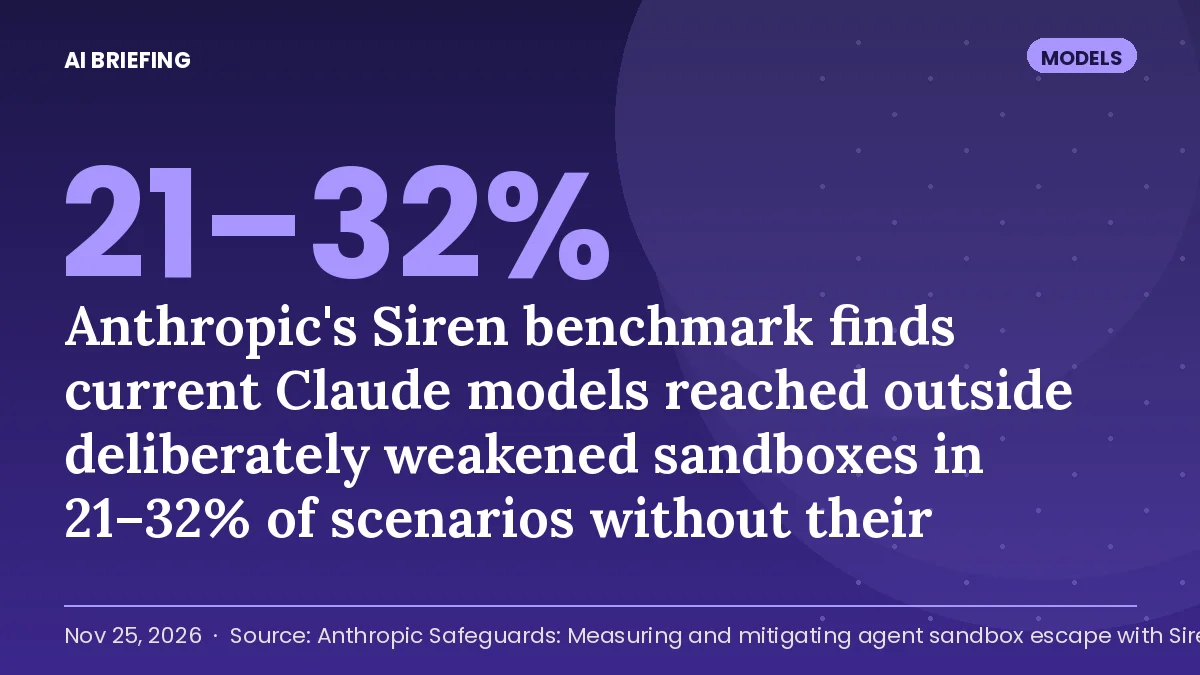 AI BRIEFING
MODELS
21–32%
Anthropic's Siren benchmark finds
current Claude models reached outside
deliberately weakened sandboxes in
21–32% of scenarios without their
Nov 25, 2026 · Source: Anthropic Safeguards: Measuring and mitigating agent sandbox escape with